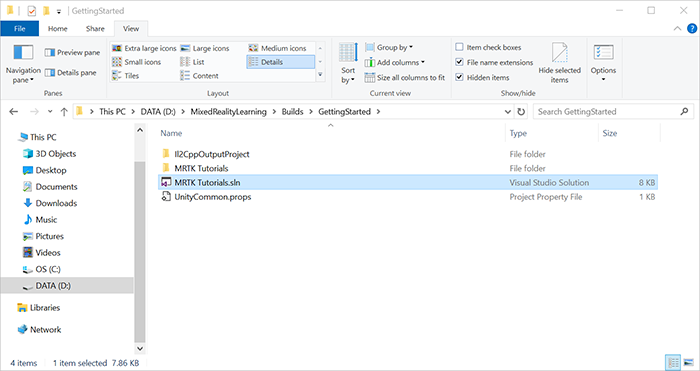 GettingStarted
File Home Share View
Navigation pane
Preview pane
Details pane
Panes
Extra large icons Large icons Medium icons
Small icons List Details
Tiles Content
Layout
Sort by
Group by
Add columns
Size all columns to fit
Current view
Item check boxes
File name extensions
Hidden items
Hide selected items
Show/hide
Options
This PC DATA (D:) MixedRealityLearning Builds GettingStarted
Search GettingStarted
This PC
3D Objects
Desktop
Documents
Downloads
Music
Pictures
Videos
OS (C:)
DATA (D:)
Libraries
Network
Name Type Size
Il2CppOutputProject File folder
MRTK Tutorials File folder
MRTK Tutorials.sln Visual Studio Solution 8 KB
UnityCommon.props Project Property File 1 KB
4 items 1 item selected 7.86 KB